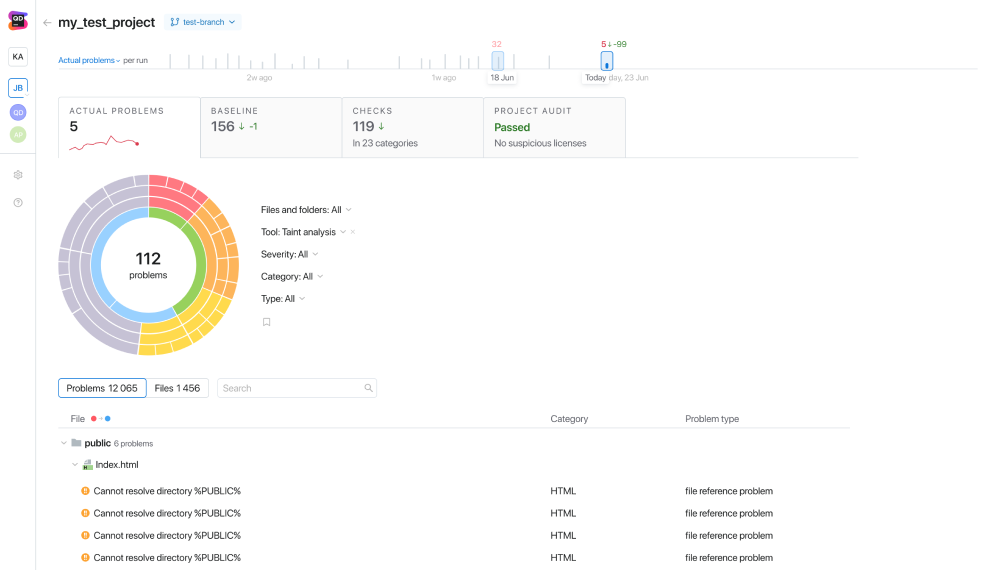 QD
← my_test_project test-branch
KA
32
5 ↓ -99
Actual problems per run
JB
2w ago
1w ago
18 Jun
Today day, 23 Jun
QD
AP
ACTUAL PROBLEMS
5
BASELINE
156 ↓ -1
CHECKS
119 ↓
In 23 categories
PROJECT AUDIT
Passed
No suspicious licenses
112
problems
Files and folders: All
Tool: Taint analysis ×
Severity: All
Category: All
Type: All
Problems 12 065 Files 1 456 Search
File Category Problem type
public 6 problems
Index.html
Cannot resolve directory %PUBLIC% HTML file reference problem
Cannot resolve directory %PUBLIC% HTML file reference problem
Cannot resolve directory %PUBLIC% HTML file reference problem
Cannot resolve directory %PUBLIC% HTML file reference problem